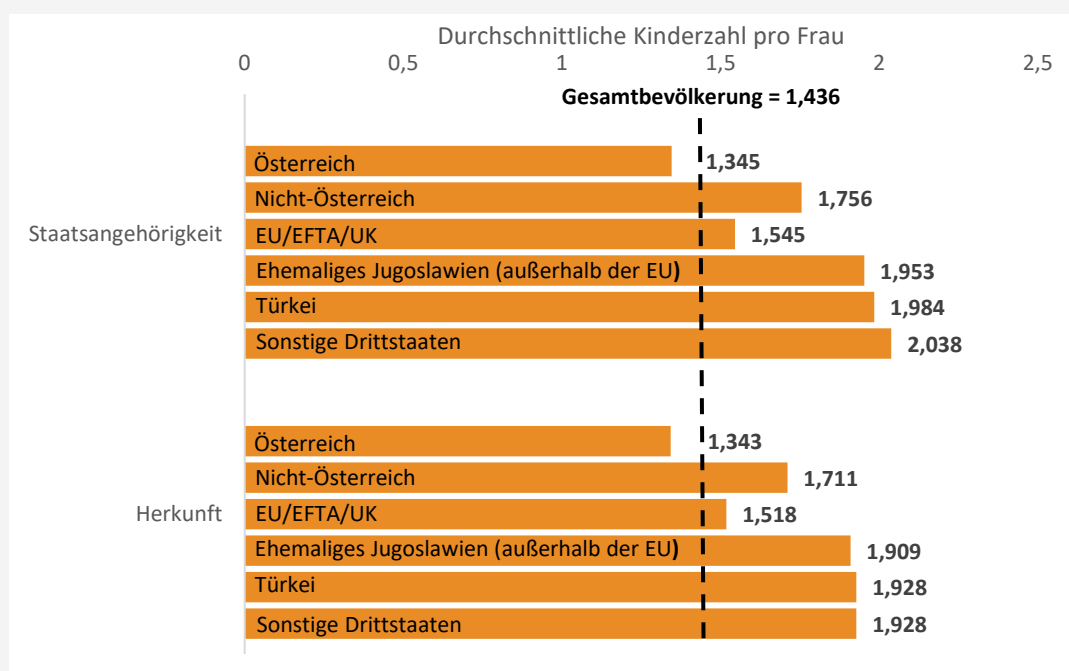 Durchschnittliche Kinderzahl pro Frau
0 0,5 1 1,5 2 2,5
Gesamtbevölkerung = 1,436
Staatsangehörigkeit
Österreich 1,345
Nicht-Österreich 1,756
EU/EFTA/UK 1,545
Ehemaliges Jugoslawien (außerhalb der EU) 1,953
Türkei 1,984
Sonstige Drittstaaten 2,038
Herkunft
Österreich 1,343
Nicht-Österreich 1,711
EU/EFTA/UK 1,518
Ehemaliges Jugoslawien (außerhalb der EU) 1,909
Türkei 1,928
Sonstige Drittstaaten 1,928